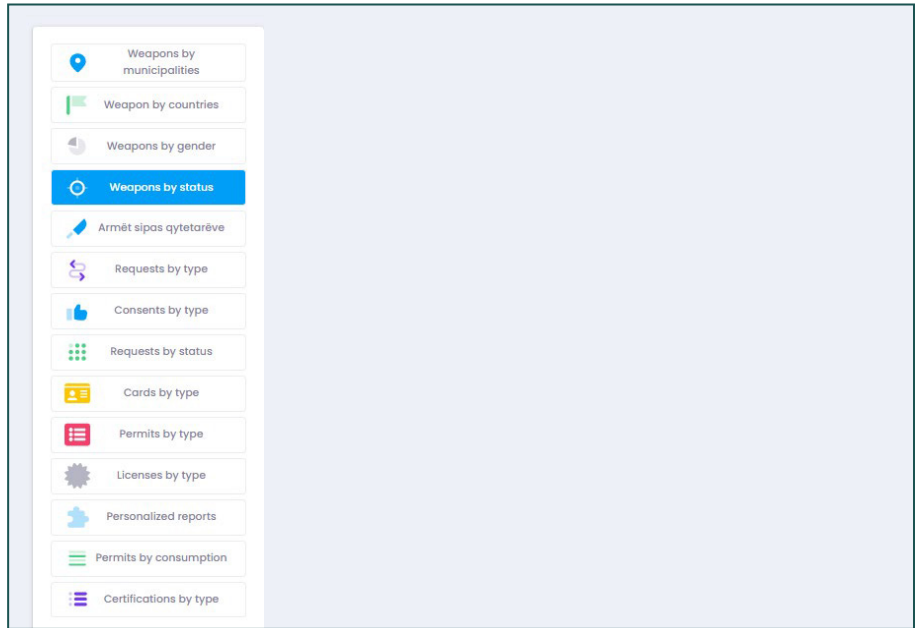 Weapons by
municipalities
Weapon by countries
Weapons by gender
Weapons by status
Armët sipas qytetarëve
Requests by type
Consents by type
Requests by status
Cards by type
Permits by type
Licenses by type
Personalized reports
Permits by consumption
Certifications by type